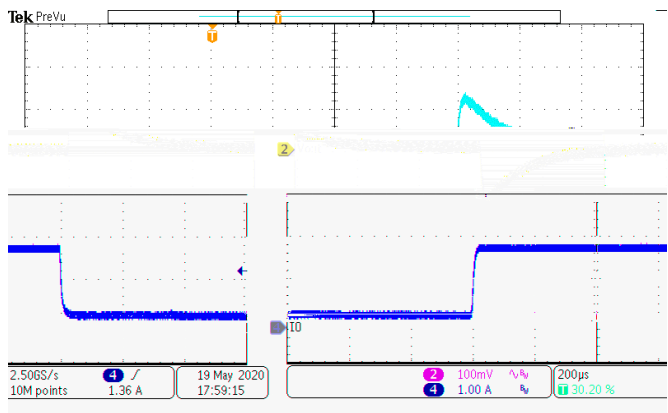 Tek PreVu
T
T
2
IO
2.50GS/s
10M points
4
1.36 A
19 May 2020
17:59:15
2 100mV
4 1.00 A
200µs
T 30.20 %